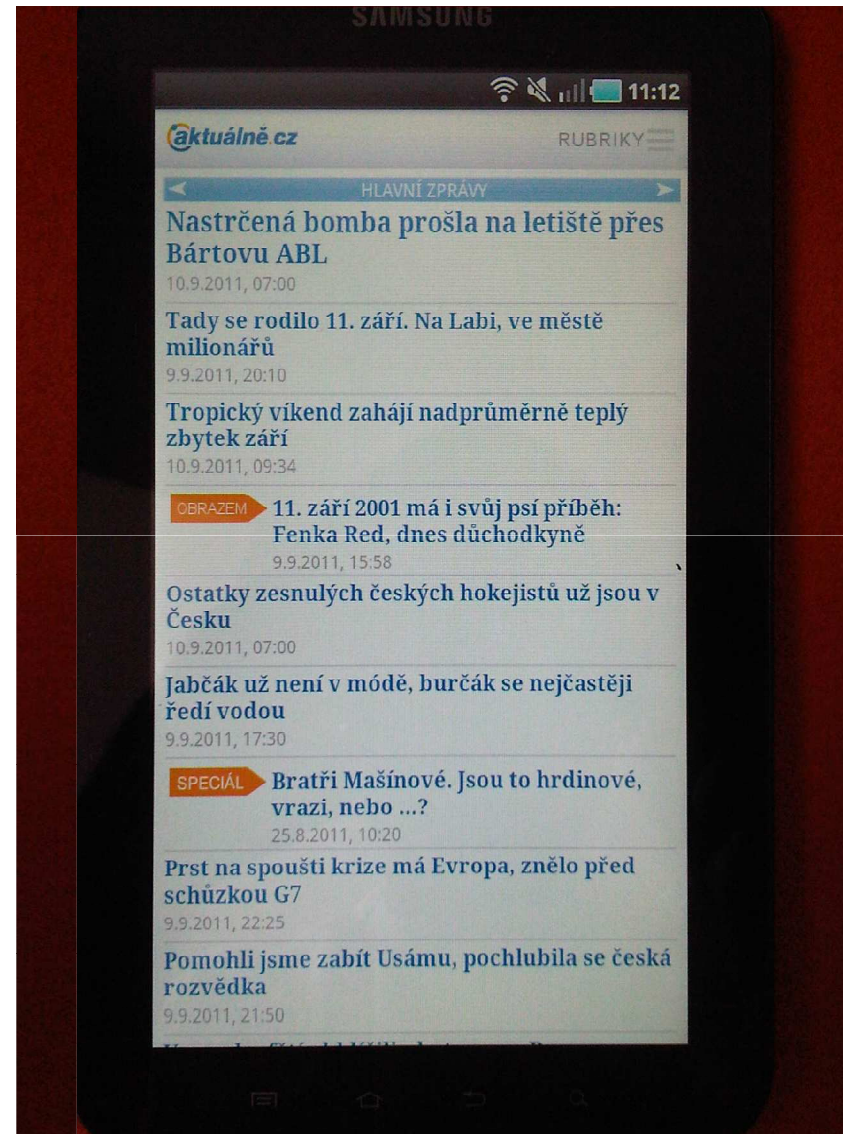 SAMSUNG
11:12
aktuálně.cz
RUBRIKY
HLAVNÍ ZPRÁVY
Nastrčená bomba prošla na letiště přes
Bártovu ABL
10.9.2011, 07:00
Tady se rodilo 11. září. Na Labi, ve městě
milionářů
9.9.2011, 20:10
Tropický víkend zahájí nadprůměrně teplý
zbytek září
10.9.2011, 09:34
OBRAZEM 11. září 2001 má i svůj psí příběh:
Fenka Red, dnes důchodkyně
9.9.2011, 15:58
Ostatky zesnulých českých hokejistů už jsou v
Česku
10.9.2011, 07:00
Jabčák už není v módě, burčák se nejčastěji
ředí vodou
9.9.2011, 17:30
SPECIÁL Bratři Mašínové. Jsou to hrdinové,
vrazi, nebo ...?
25.8.2011, 10:20
Prst na spoušti krize má Evropa, znělo před
schůzkou G7
9.9.2011, 22:25
Pomohli jsme zabít Usámu, pochlubila se česká
rozvědka
9.9.2011, 21:50